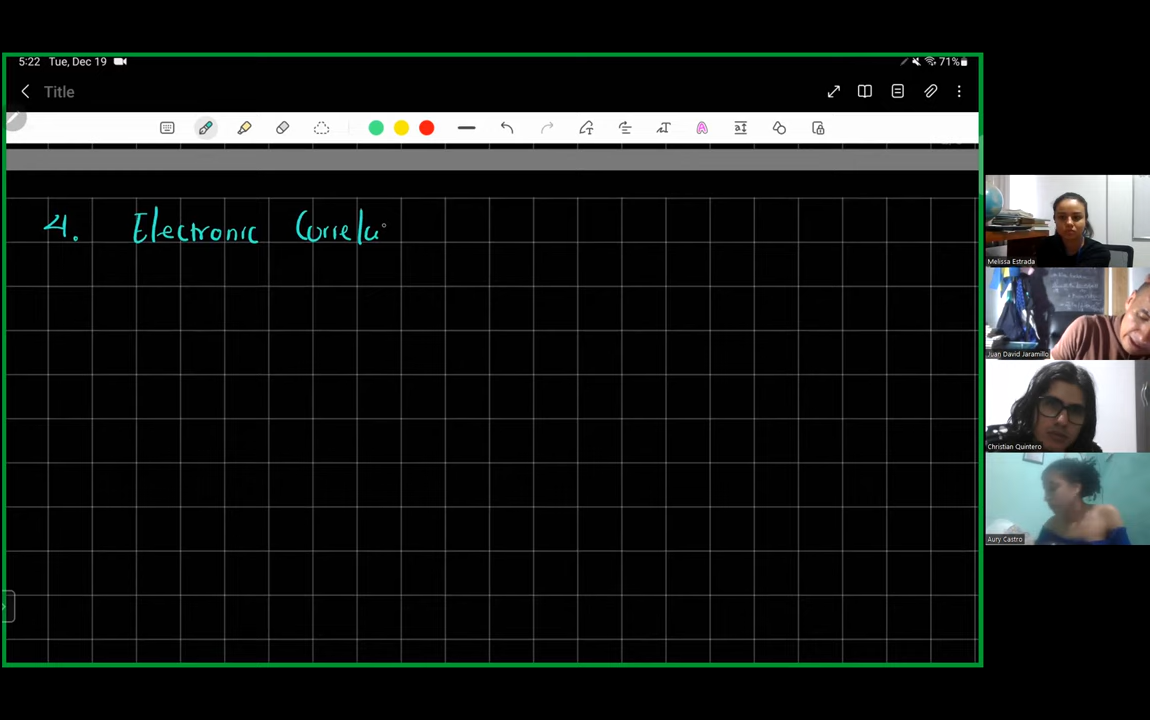 5:22 Tue, Dec 19 71%
Title
4. Electronic Correla
Melissa Estrada
Juan David Jaramillo
Christian Quintero
Aury Castro